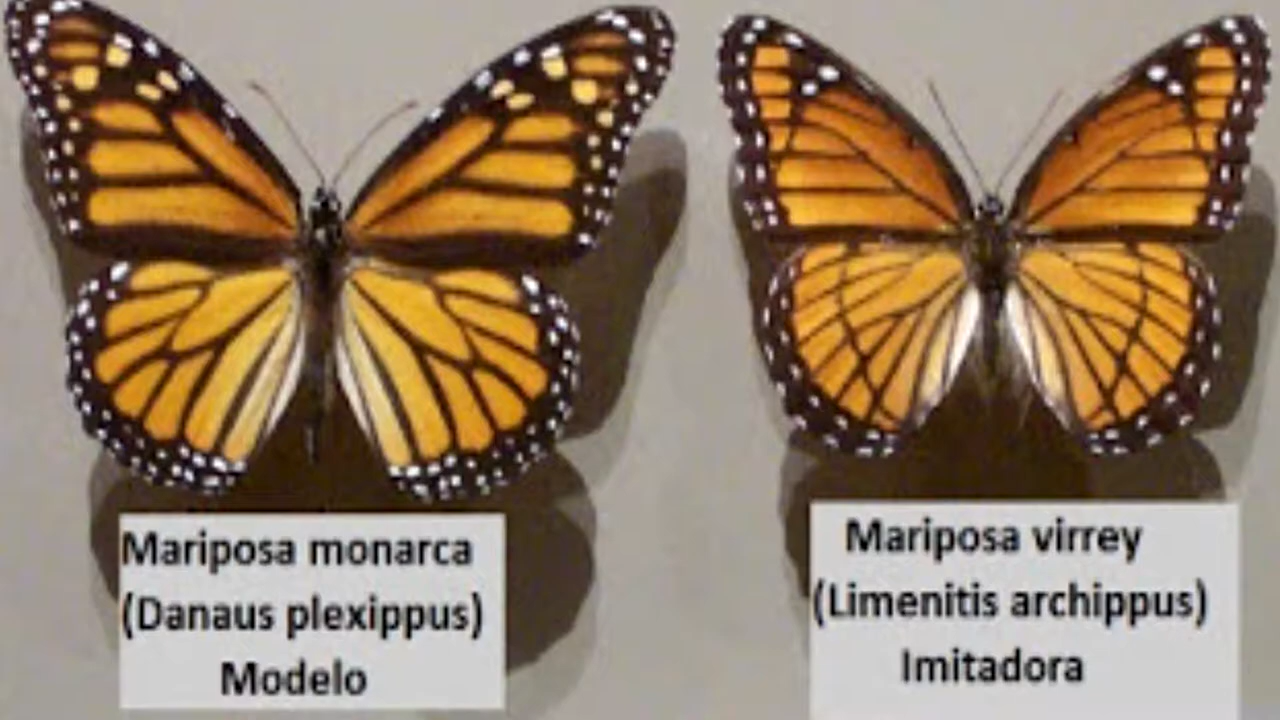 Mariposa monarca
(Danaus plexippus)
Modelo
Mariposa virrey
(Limenitis archippus)
Imitadora